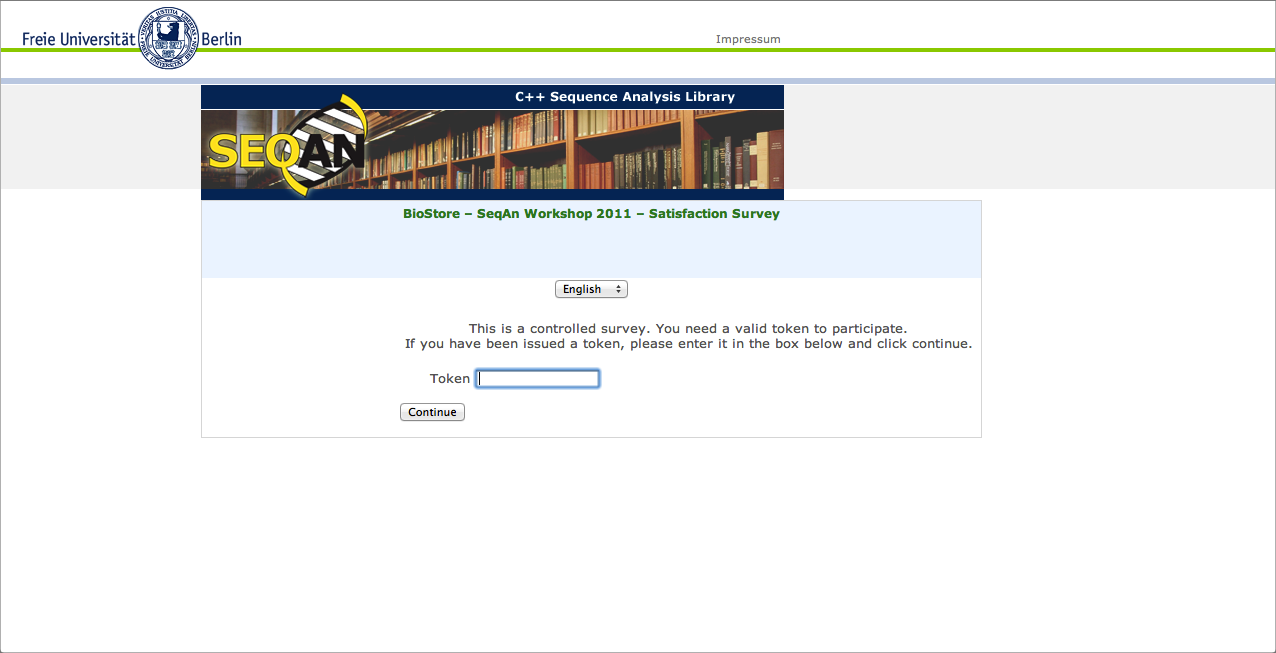 Freie Universität Berlin
Impressum
C++ Sequence Analysis Library
SEQAN
BioStore – SeqAn Workshop 2011 – Satisfaction Survey
English
This is a controlled survey. You need a valid token to participate.
If you have been issued a token, please enter it in the box below and click continue.
Token
Continue